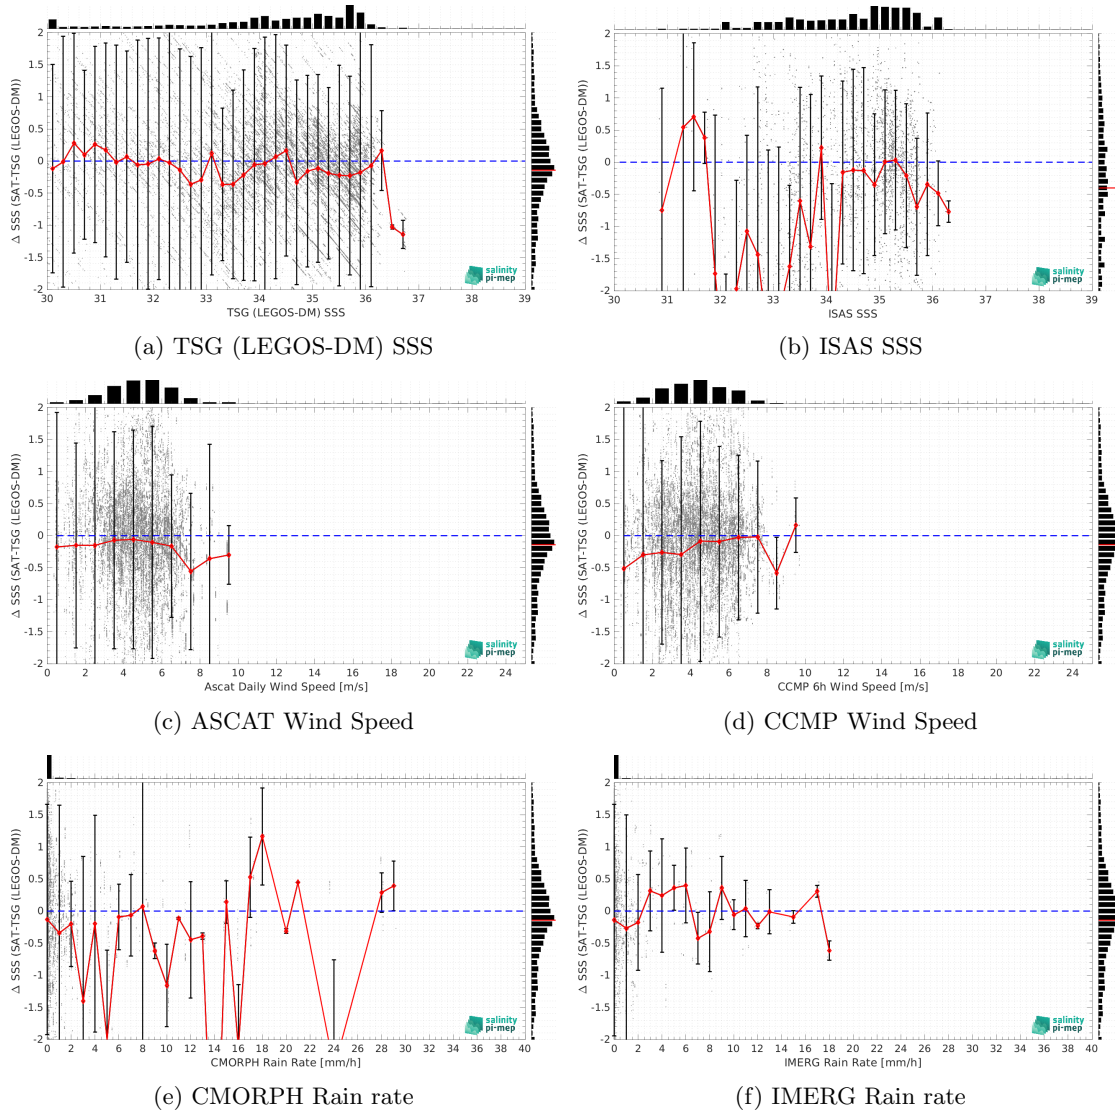 2
1.5
1
0.5
0
-0.5
-1
-1.5
-2
Δ SSS (SAT-TSG (LEGOS-DM))
30 31 32 33 34 35 36 37 38 39
TSG (LEGOS-DM) SSS
salinity
pi-mep
(a) TSG (LEGOS-DM) SSS
2
1.5
1
0.5
0
-0.5
-1
-1.5
-2
Δ SSS (SAT-TSG (LEGOS-DM))
30 31 32 33 34 35 36 37 38 39
ISAS SSS
salinity
pi-mep
(b) ISAS SSS
2
1.5
1
0.5
0
-0.5
-1
-1.5
-2
Δ SSS (SAT-TSG (LEGOS-DM))
0 2 4 6 8 10 12 14 16 18 20 22 24
Ascat Daily Wind Speed [m/s]
salinity
pi-mep
(c) ASCAT Wind Speed
2
1.5
1
0.5
0
-0.5
-1
-1.5
-2
Δ SSS (SAT-TSG (LEGOS-DM))
0 2 4 6 8 10 12 14 16 18 20 22 24
CCMP 6h Wind Speed [m/s]
salinity
pi-mep
(d) CCMP Wind Speed
2
1.5
1
0.5
0
-0.5
-1
-1.5
-2
Δ SSS (SAT-TSG (LEGOS-DM))
0 2 4 6 8 10 12 14 16 18 20 22 24 26 28 30 32 34 36 38 40
CMORPH Rain Rate [mm/h]
salinity
pi-mep
(e) CMORPH Rain rate
2
1.5
1
0.5
0
-0.5
-1
-1.5
-2
Δ SSS (SAT-TSG (LEGOS-DM))
0 2 4 6 8 10 12 14 16 18 20 22 24 26 28 30 32 34 36 38 40
IMERG Rain Rate [mm/h]
salinity
pi-mep
(f) IMERG Rain rate